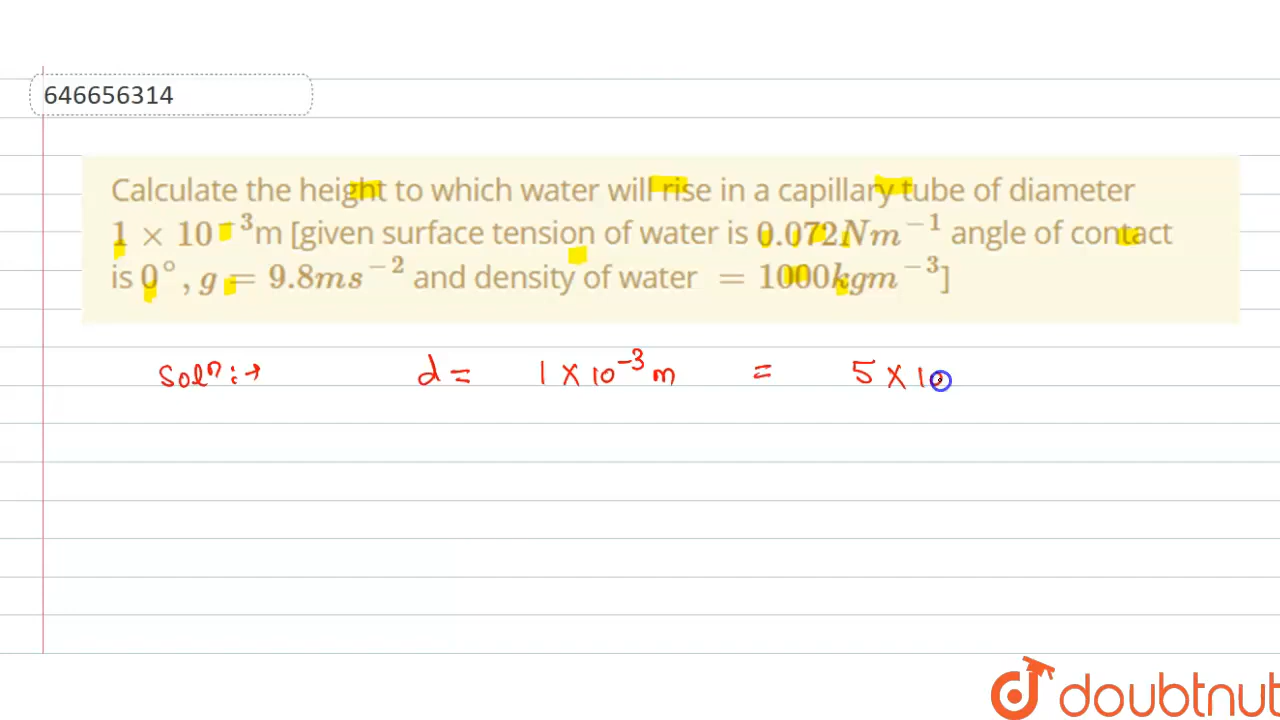 646656314
Calculate the height to which water will rise in a capillary tube of diameter
1 × 10⁻³m [given surface tension of water is 0.072Nm⁻¹ angle of contact
is 0°, g = 9.8ms⁻² and density of water = 1000kgm⁻³]
Solⁿ:→ d = 1 × 10⁻³ m = 5 × 10
doubtnut